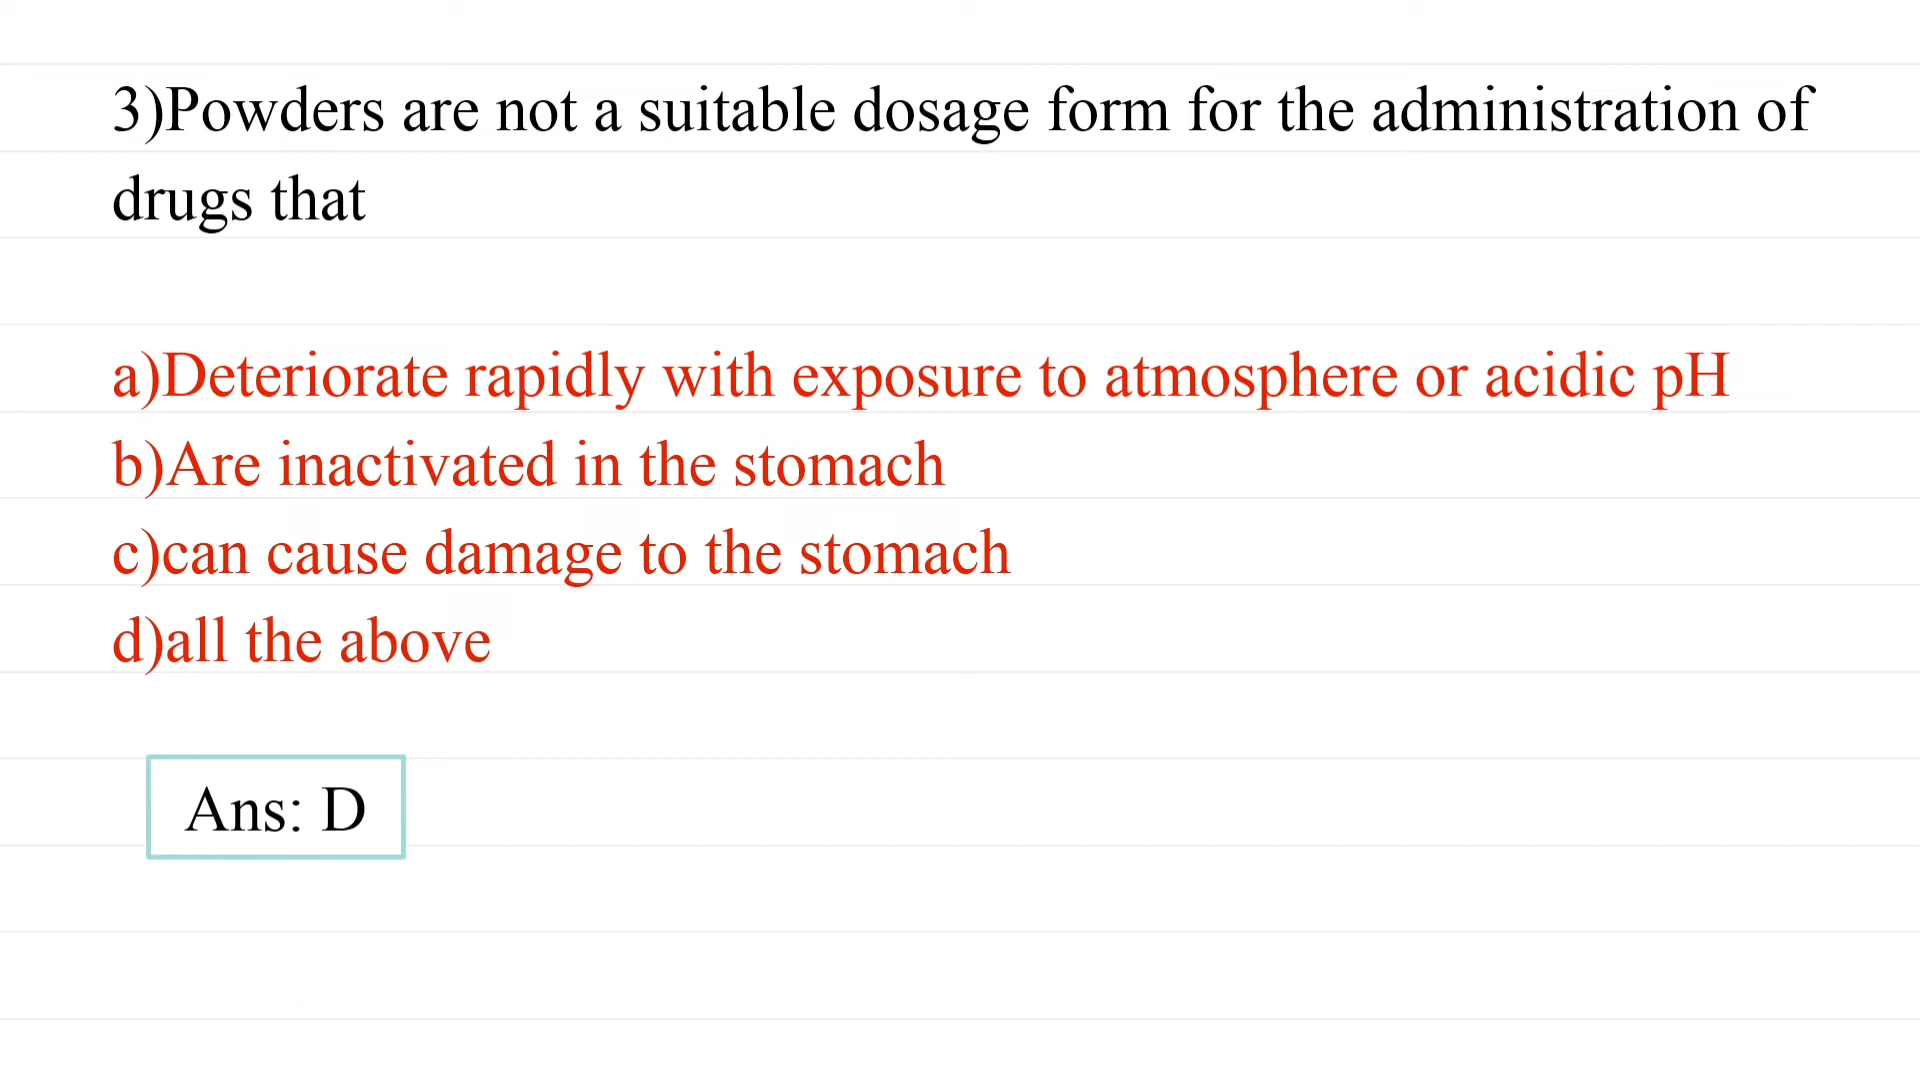 3)Powders are not a suitable dosage form for the administration of
drugs that
a)Deteriorate rapidly with exposure to atmosphere or acidic pH
b)Are inactivated in the stomach
c)can cause damage to the stomach
d)all the above
Ans: D